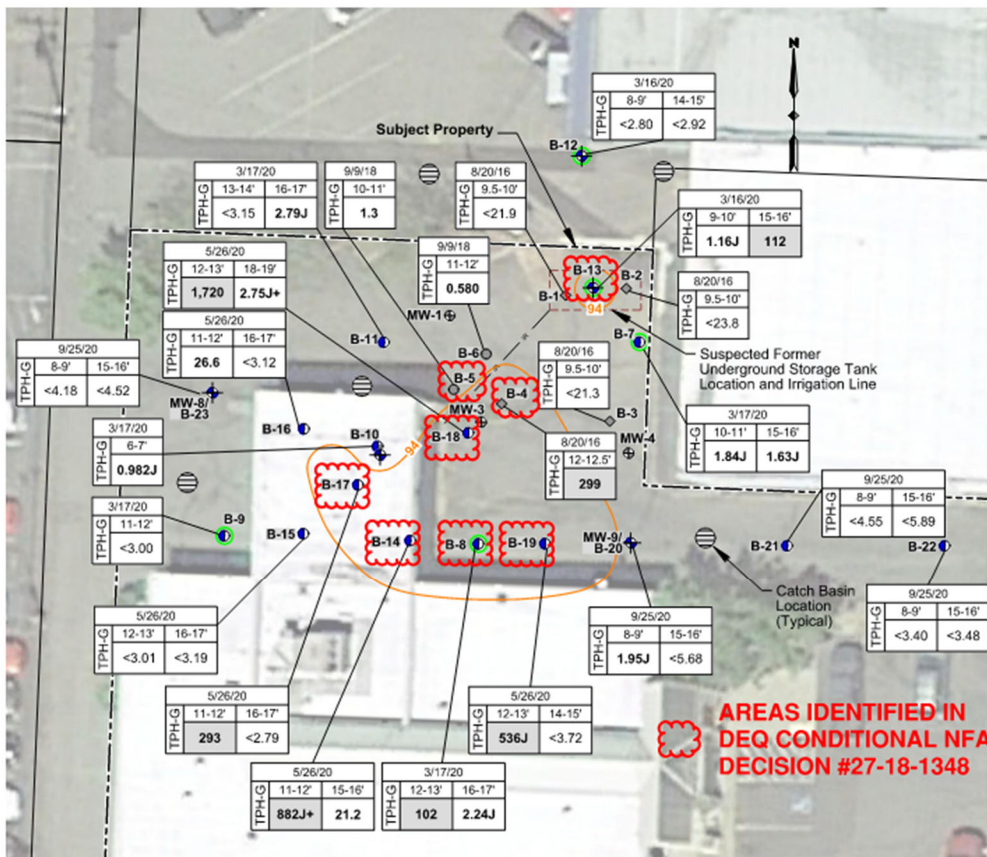 N
3/16/20
TPH-G
8-9' 14-15'
<2.80 <2.92
Subject Property
B-12
3/17/20
TPH-G
13-14' 16-17'
<3.15 2.79J
9/9/18
TPH-G
10-11'
1.3
8/20/16
TPH-G
9.5-10'
<21.9
3/16/20
TPH-G
9-10' 15-16'
1.16J 112
5/26/20
TPH-G
12-13' 18-19'
1,720 2.75J+
9/9/18
TPH-G
11-12'
0.580
B-13
B-1
B-2
94
8/20/16
TPH-G
9.5-10'
<23.8
MW-1
5/26/20
TPH-G
11-12' 16-17'
26.6 <3.12
B-11
B-6
B-7
8/20/16
TPH-G
9.5-10'
<21.3
Suspected Former
Underground Storage Tank
Location and Irrigation Line
9/25/20
TPH-G
8-9' 15-16'
<4.18 <4.52
B-5
B-4
MW-8/
B-23
MW-3
B-3
3/17/20
TPH-G
10-11' 15-16'
1.84J 1.63J
3/17/20
TPH-G
6-7'
0.982J
B-16
B-10
94
B-18
MW-4
8/20/16
TPH-G
12-12.5'
299
9/25/20
TPH-G
8-9' 15-16'
<4.55 <5.89
3/17/20
TPH-G
11-12'
<3.00
B-17
B-9
B-15
B-14
B-8
B-19
MW-9/
B-20
B-21
B-22
Catch Basin
Location
(Typical)
5/26/20
TPH-G
12-13' 16-17'
<3.01 <3.19
9/25/20
TPH-G
8-9' 15-16'
1.95J <5.68
9/25/20
TPH-G
8-9' 15-16'
<3.40 <3.48
5/26/20
TPH-G
11-12' 16-17'
293 <2.79
5/26/20
TPH-G
12-13' 14-15'
536J <3.72
AREAS IDENTIFIED IN
DEQ CONDITIONAL NFA
DECISION #27-18-1348
5/26/20
TPH-G
11-12' 15-16'
882J+ 21.2
3/17/20
TPH-G
12-13' 16-17'
102 2.24J